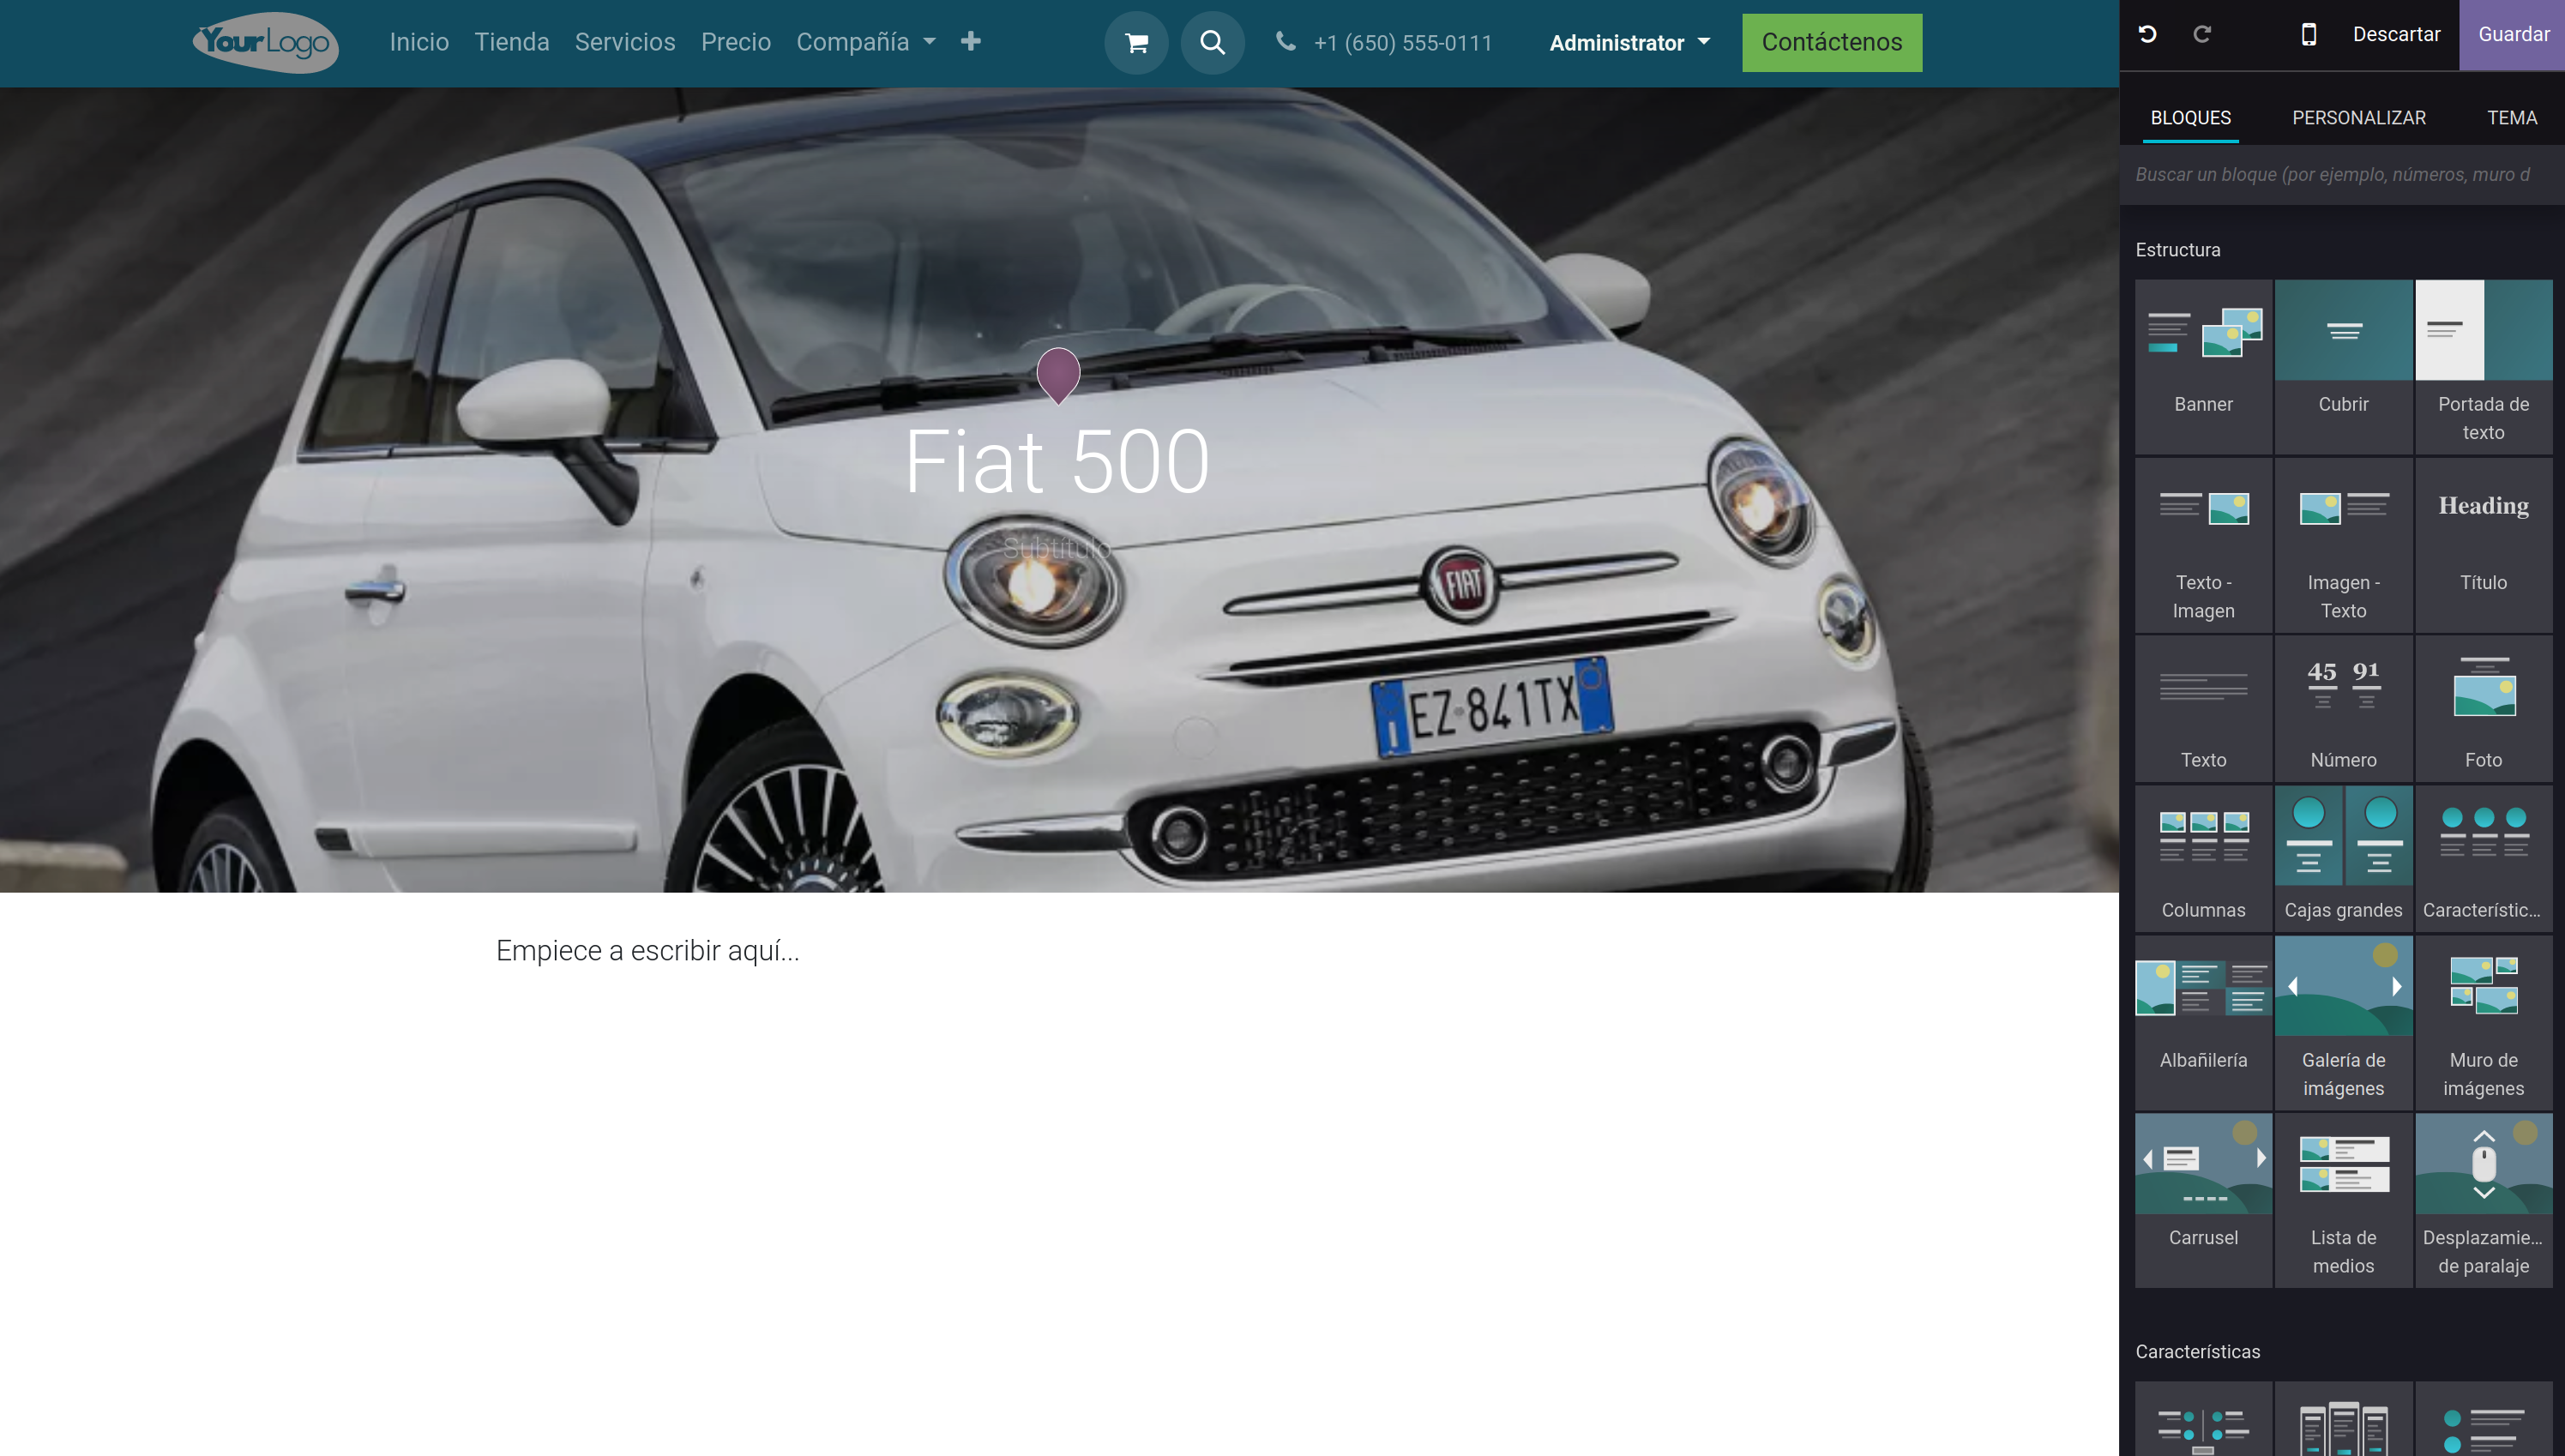 YourLogo
Inicio
Tienda
Servicios
Precio
Compañía
+1 (650) 555-0111
Administrator
Contáctenos
Descartar
Guardar
BLOQUES
PERSONALIZAR
TEMA
Buscar un bloque (por ejemplo, números, muro d
Fiat 500
Subtítulo
FIAT
EZ 841TX
I
Empiece a escribir aquí...
Estructura
Banner
Cubrir
Portada de
texto
Heading
Texto -
Imagen
Imagen -
Texto
Título
45 91
Texto
Número
Foto
Columnas
Cajas grandes
Característic...
Albañilería
Galería de
imágenes
Muro de
imágenes
Carrusel
Lista de
medios
Desplazamie...
de paralaje
Características